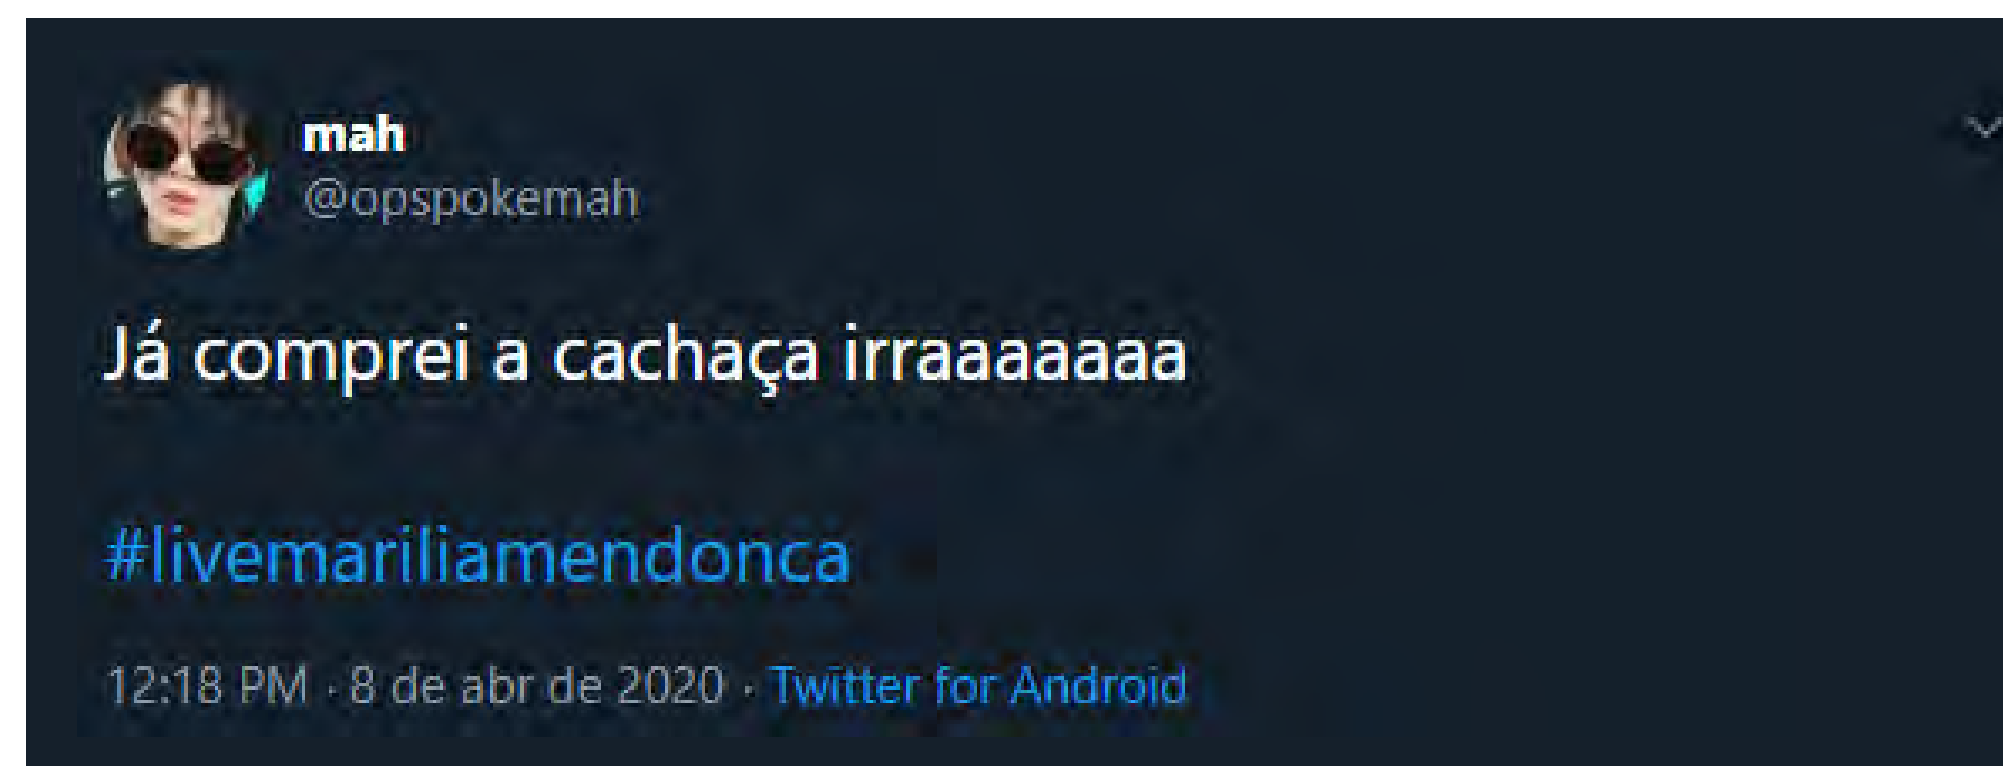 mah
@opspokemah
Já comprei a cachaça irraaaaaaa
#livemariliamendonca
12:18 PM · 8 de abr de 2020 · Twitter for Android